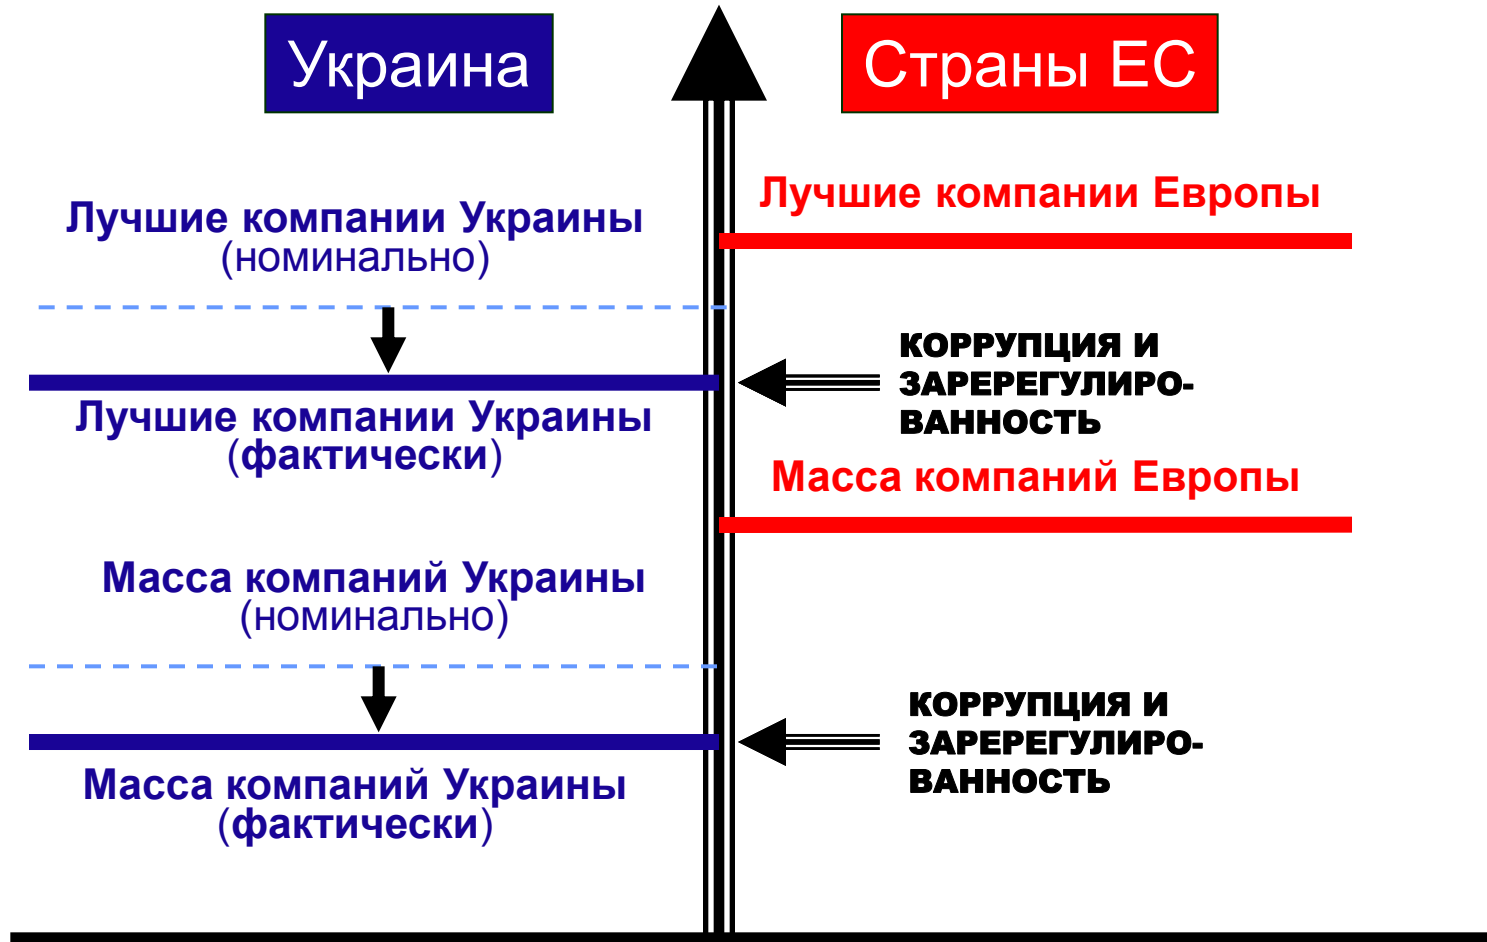 Украина
Страны ЕС
Лучшие компании Европы
Лучшие компании Украины
(номинально)
КОРРУПЦИЯ И
ЗАРЕРЕГУЛИРО-
ВАННОСТЬ
Лучшие компании Украины
(фактически)
Масса компаний Европы
Масса компаний Украины
(номинально)
КОРРУПЦИЯ И
ЗАРЕРЕГУЛИРО-
ВАННОСТЬ
Масса компаний Украины
(фактически)